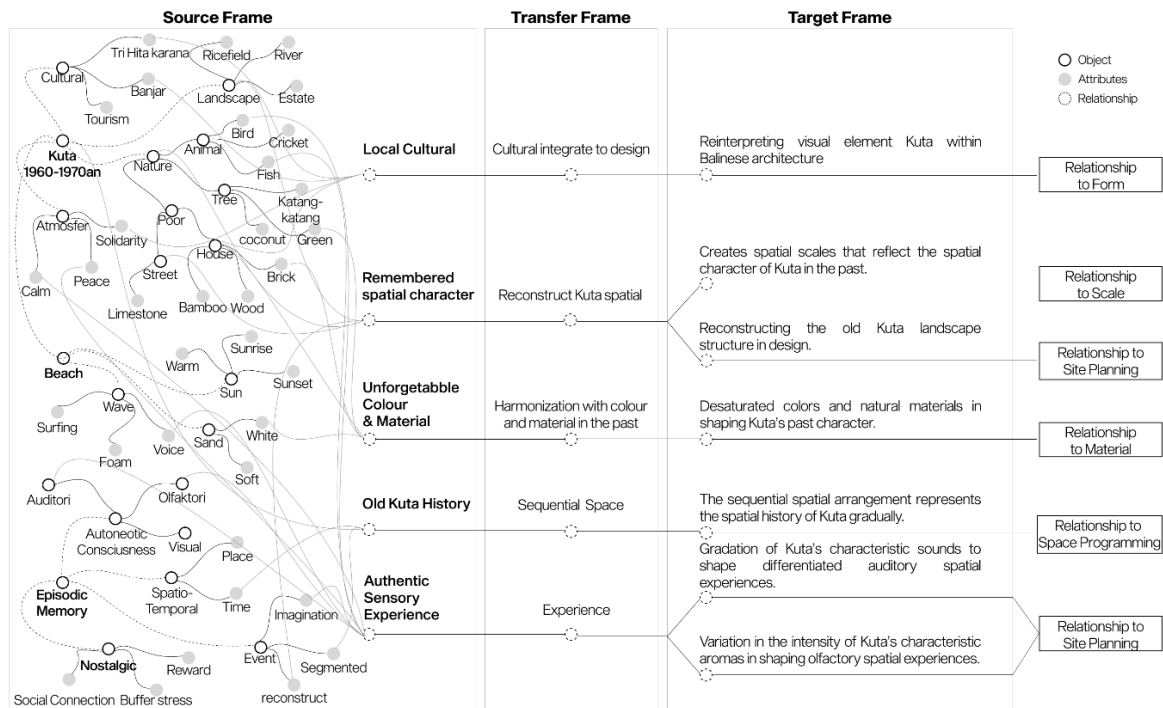 Source Frame
Transfer Frame
Target Frame
Object
Attributes
Relationship
Tri Hita karana
Ricefield
River
Cultural
Banjar
Landscape
Estate
Tourism
Bird
Cricket
Animal
Kuta
1960-1970an
Nature
Fish
Tree
Katang-
katang
Atmosfer
Solidarity
Poor
coconut
Green
House
Street
Peace
Brick
Calm
Limestone
Bamboo
Wood
Sunrise
Warm
Beach
Sun
Sunset
Wave
Surfing
Voice
Sand
White
Foam
Soft
Auditori
Olfaktori
Autoneotic
Consciusness
Visual
Place
Episodic
Memory
Spatio-
Temporal
Time
Imagination
Event
Nostalgic
Reward
Segmented
Social Connection
Buffer stress
reconstruct
Local Cultural
Cultural integrate to design
Reinterpreting visual element Kuta within
Balinese architecture
Relationship
to Form
Remembered
spatial character
Reconstruct Kuta spatial
Creates spatial scales that reflect the spatial
character of Kuta in the past.
Relationship
to Scale
Reconstructing the old Kuta landscape
structure in design.
Relationship to
Site Planning
Unforgetabble
Colour
& Material
Harmonization with colour
and material in the past
Desaturated colors and natural materials in
shaping Kuta's past character.
Relationship
to Material
Old Kuta History
Sequential Space
The sequential spatial arrangement represents
the spatial history of Kuta gradually.
Relationship to
Space Programming
Authentic
Sensory
Experience
Experience
Gradation of Kuta's characteristic sounds to
shape differentiated auditory spatial
experiences.
Variation in the intensity of Kuta's characteristic
aromas in shaping olfactory spatial experiences.
Relationship to
Site Planning